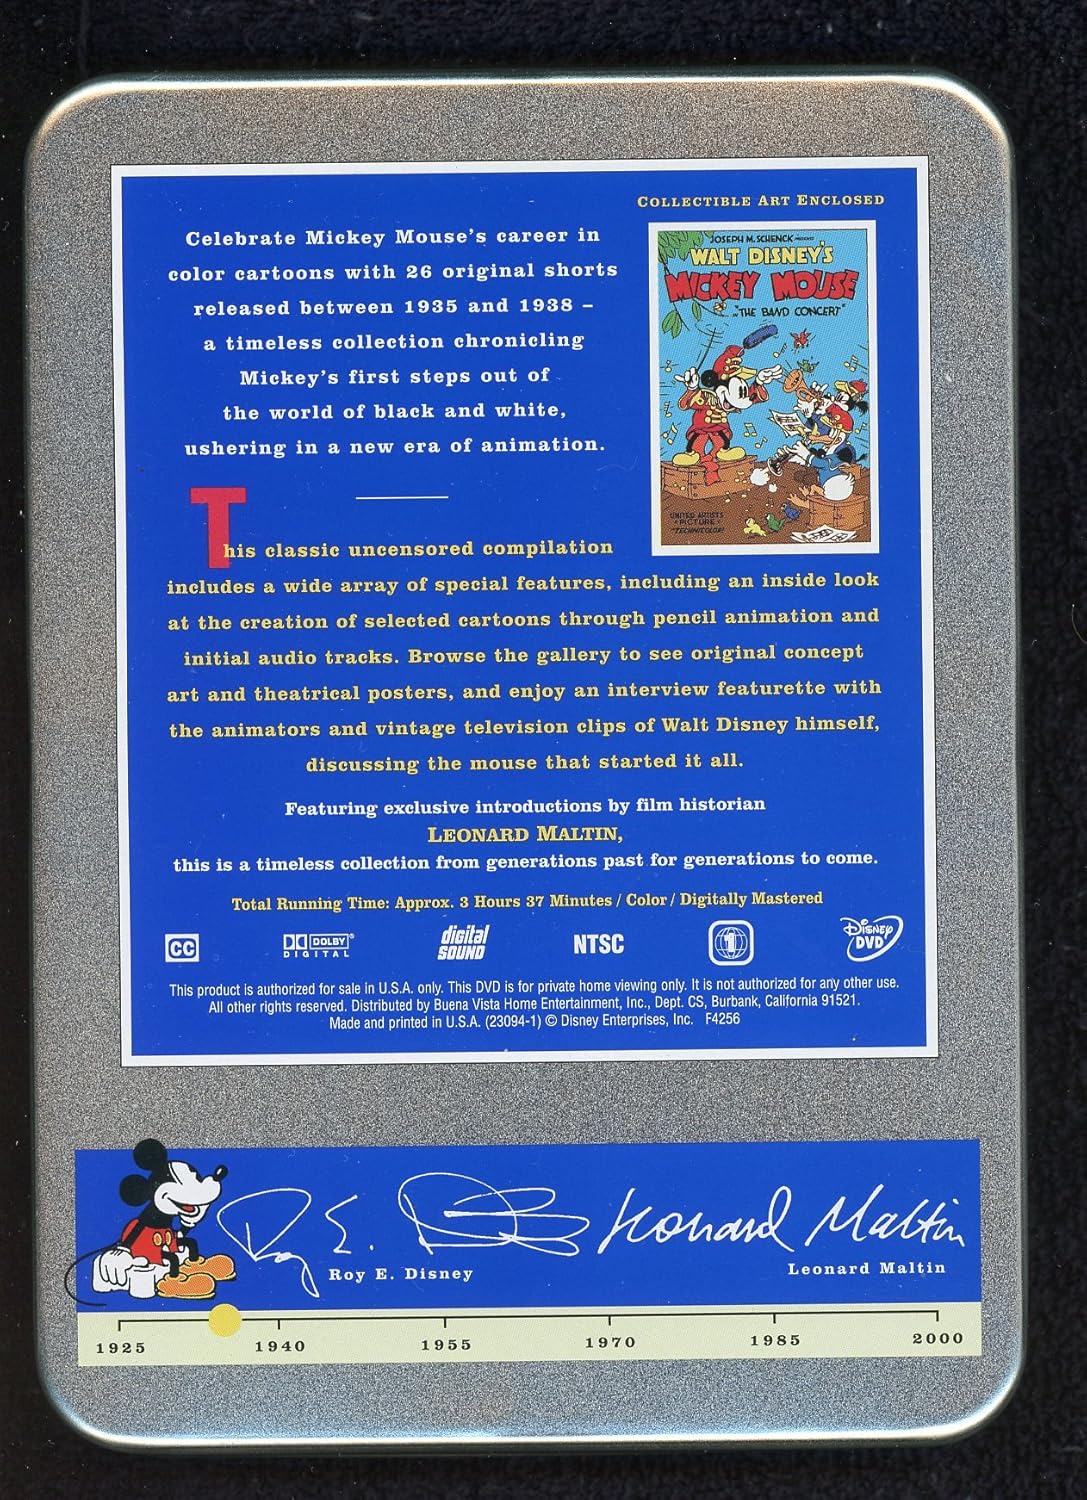 COLLECTIBLE ART ENCLOSED
Celebrate Mickey Mouse's career in
color cartoons with 26 original shorts
released between 1935 and 1938 –
a timeless collection chronicling
Mickey's first steps out of
the world of black and white,
ushering in a new era of animation.
JOSEPH M. SCHENCK PRESENTS
WALT DISNEY'S
MICKEY MOUSE
"THE BAND CONCERT"
UNITED ARTISTS
PICTURE
TECHNICOLOR
This classic uncensored compilation
includes a wide array of special features, including an inside look
at the creation of selected cartoons through pencil animation and
initial audio tracks. Browse the gallery to see original concept
art and theatrical posters, and enjoy an interview featurette with
the animators and vintage television clips of Walt Disney himself,
discussing the mouse that started it all.
Featuring exclusive introductions by film historian
LEONARD MALTIN,
this is a timeless collection from generations past for generations to come.
Total Running Time: Approx. 3 Hours 37 Minutes / Color / Digitally Mastered
CC DOLBY® DIGITAL digital SOUND NTSC 1 DISNEY DVD
This product is authorized for sale in U.S.A. only. This DVD is for private home viewing only. It is not authorized for any other use.
All other rights reserved. Distributed by Buena Vista Home Entertainment, Inc., Dept. CS, Burbank, California 91521.
Made and printed in U.S.A. (23094-1) © Disney Enterprises, Inc. F4256
Roy E. Disney Leonard Maltin
Roy E. Disney Leonard Maltin
1925 1940 1955 1970 1985 2000